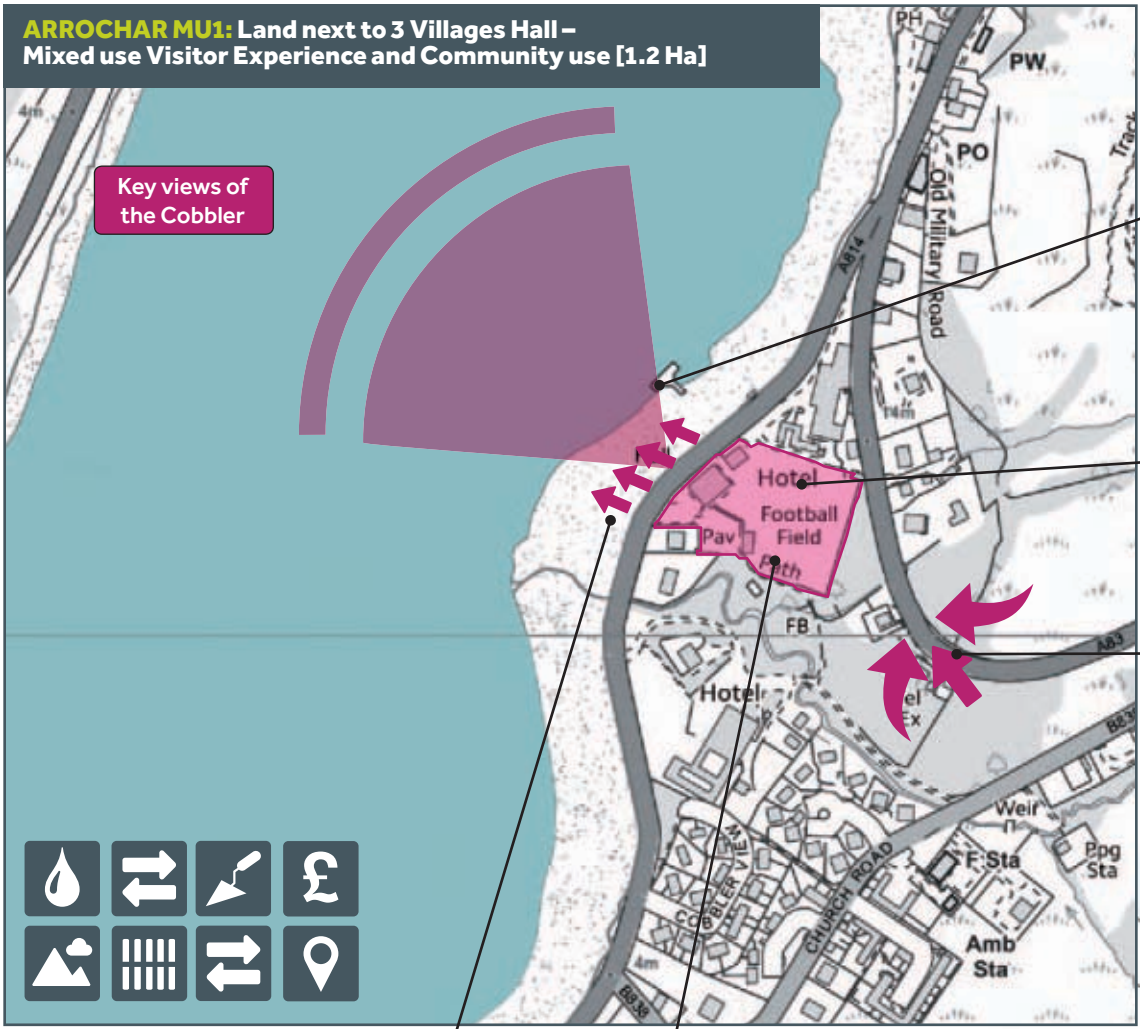 ARROCHAR MU1: Land next to 3 Villages Hall –
Mixed use Visitor Experience and Community use [1.2 Ha]
PH
PW
4m
Track
PO
Key views of
the Cobbler
Old Military Road
A814
14m
Hotel
Football
Field
Pav
Path
FB
A83
Hotel
Weir
COBBLER VIEW
CHURCH ROAD
F Sta
Ppg
Sta
Amb
Sta
4m
B838
£